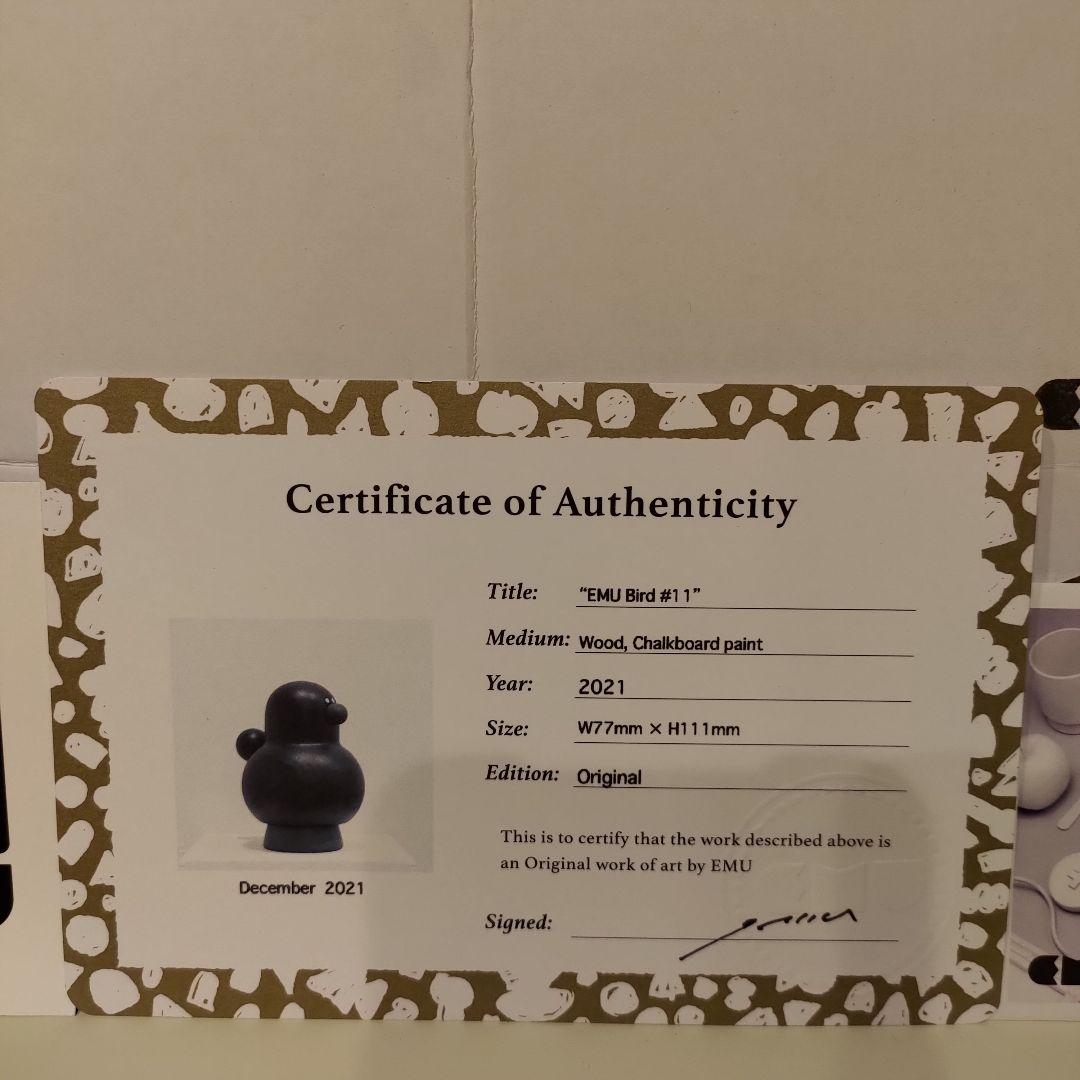 Certificate of Authenticity
Title: “EMU Bird #11”
Medium: Wood, Chalkboard paint
Year: 2021
Size: W77mm × H111mm
Edition: Original
This is to certify that the work described above is
an Original work of art by EMU
December 2021
Signed: